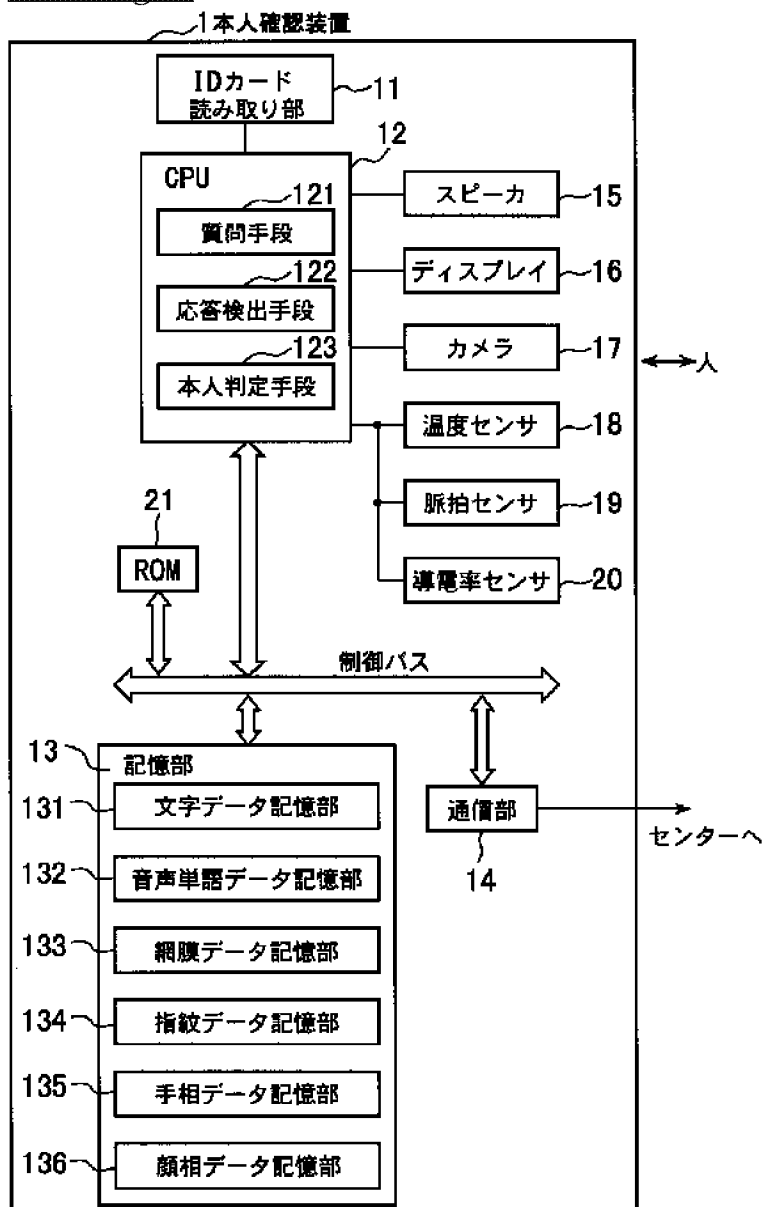 1本人確認装置
IDカード
読み取り部
11
12
CPU
121
質問手段
122
応答検出手段
123
本人判定手段
スピーカ
15
ディスプレイ
16
カメラ
17
人
温度センサ
18
脈拍センサ
19
導電率センサ
20
21
ROM
制御バス
13
記憶部
131
文字データ記憶部
132
音声単語データ記憶部
133
網膜データ記憶部
134
指紋データ記憶部
135
手相データ記憶部
136
顔相データ記憶部
通信部
14
センターへ